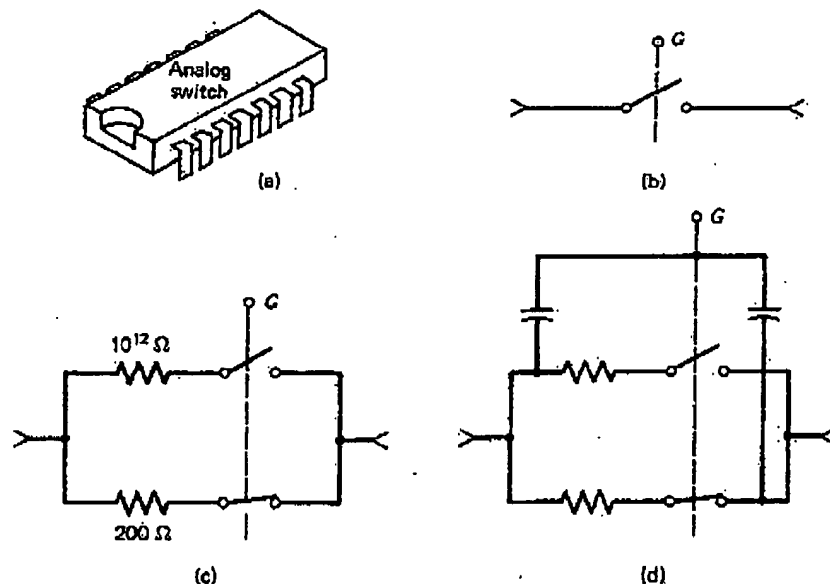 Analog
switch
(a)
G
(b)
G
10¹² Ω
200 Ω
(c)
G
(d)